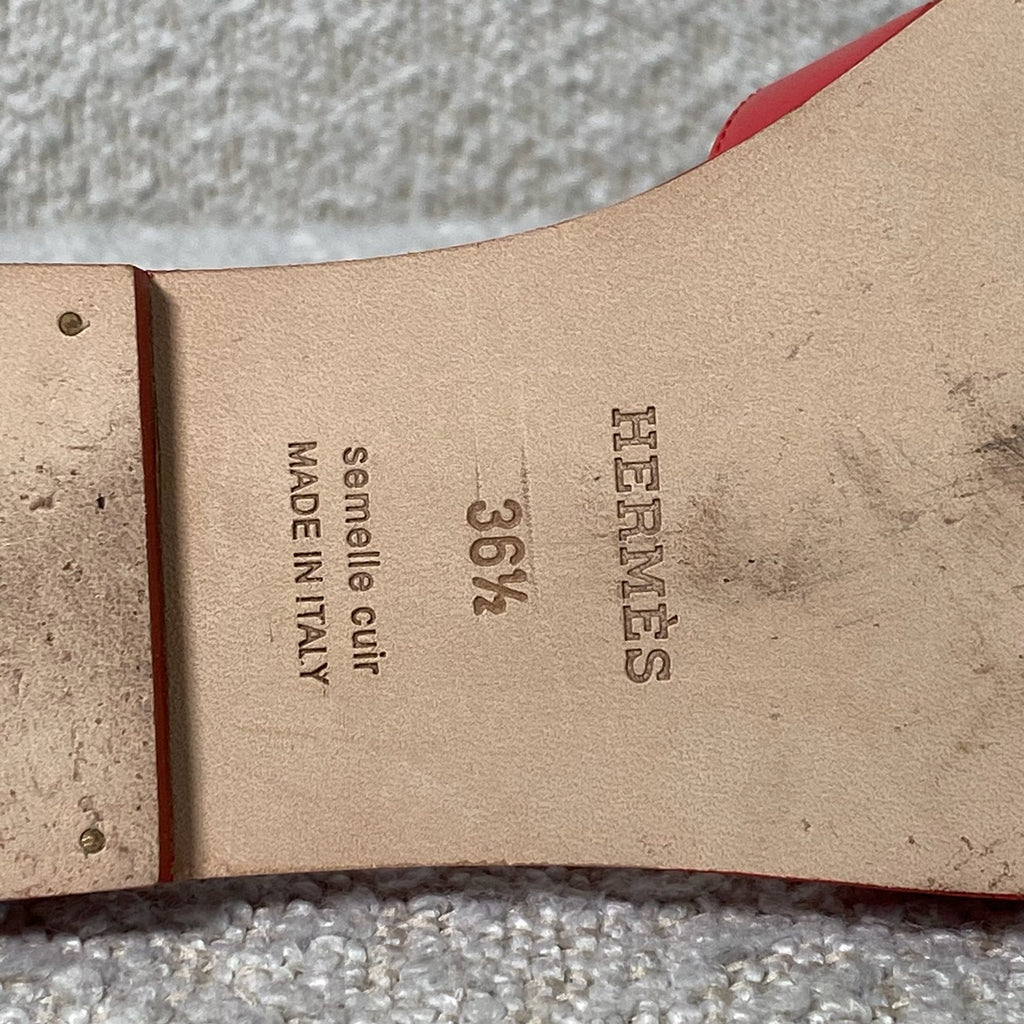 HERMÈS
36½
semelle cuir
MADE IN ITALY